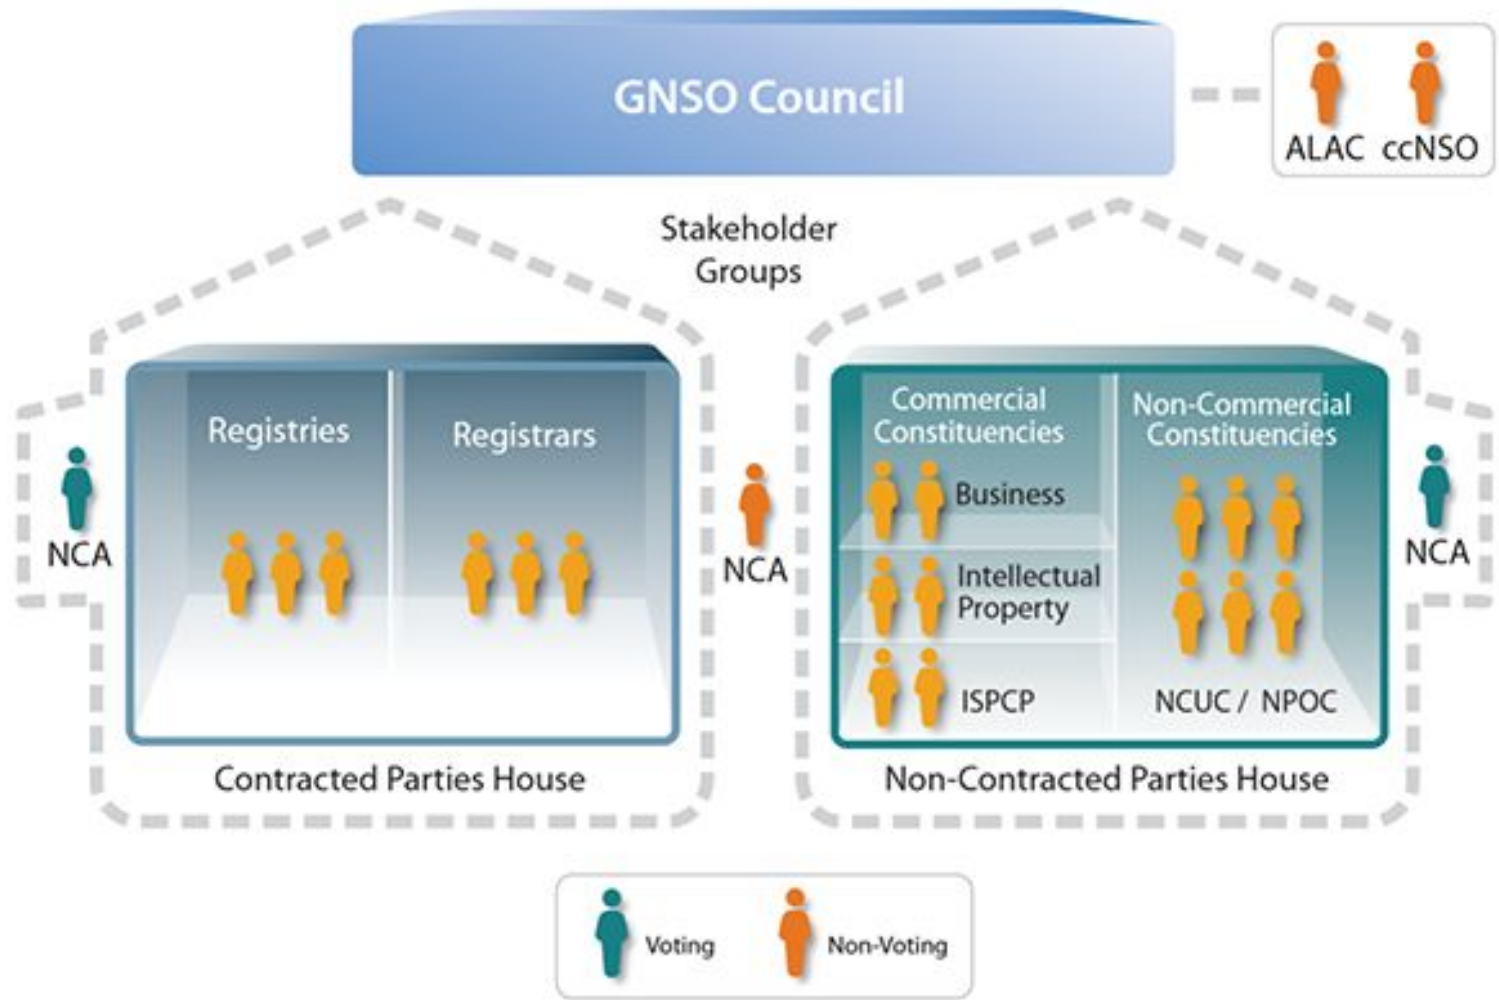 GNSO Council
ALAC ccNSO
Stakeholder
Groups
Registries
Registrars
Commercial
Constituencies
Non-Commercial
Constituencies
Business
Intellectual
Property
ISPCP
NCUC / NPOC
NCA
NCA
NCA
Contracted Parties House
Non-Contracted Parties House
Voting
Non-Voting